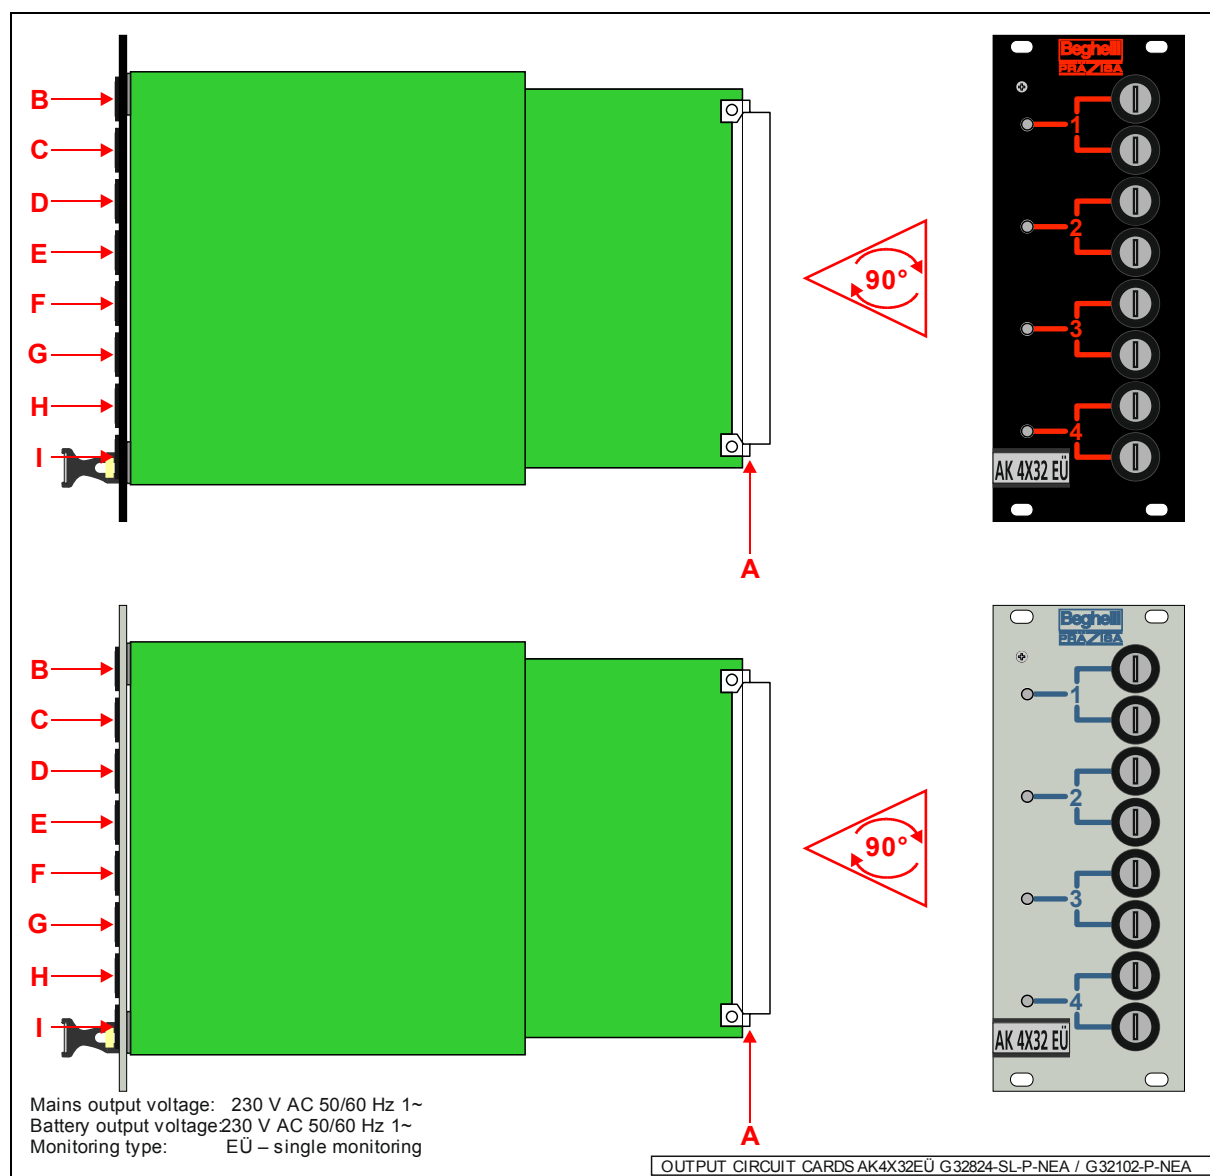 B
C
D
E
F
G
H
I
A
90°
Beghelli
PRÄZISA
1
2
3
4
AK 4X32 EÜ
B
C
D
E
F
G
H
I
A
90°
Beghelli
PRÄZISA
1
2
3
4
AK 4X32 EÜ
Mains output voltage: 230 V AC 50/60 Hz 1~
Battery output voltage: 230 V AC 50/60 Hz 1~
Monitoring type: EÜ – single monitoring
OUTPUT CIRCUIT CARDS AK4X32EÜ G32824-SL-P-NEA / G32102-P-NEA